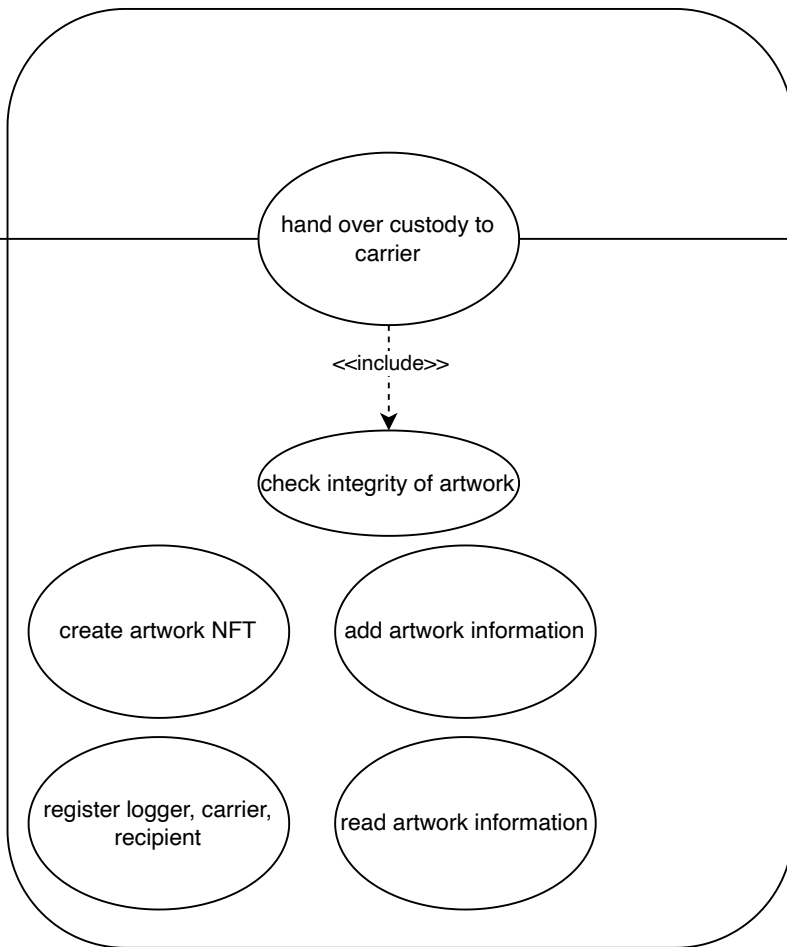 hand over custody to
carrier
<<include>>
check integrity of artwork
create artwork NFT
add artwork information
register logger, carrier,
recipient
read artwork information